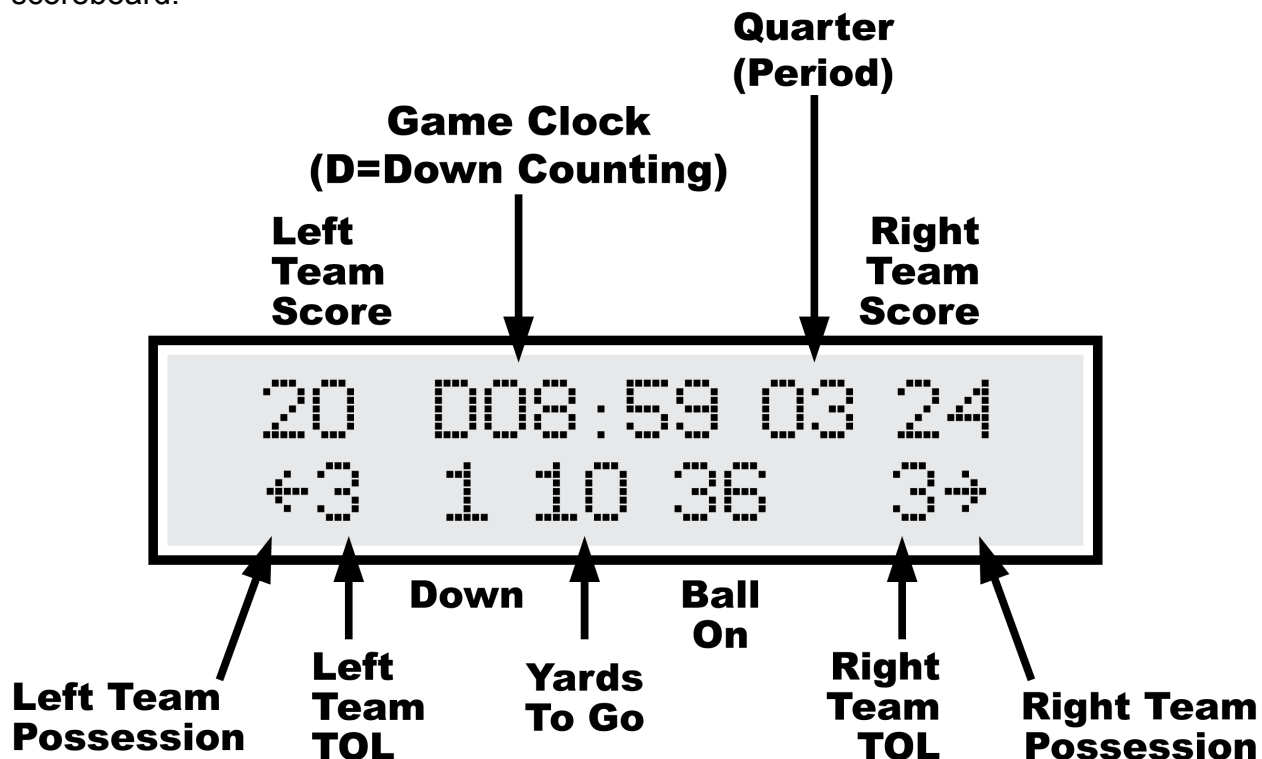 scoreboard.
Quarter
(Period)
Game Clock
(D=Down Counting)
Left
Team
Score
Right
Team
Score
20 D08:59 03 24
←3 1 10 36 3→
Down
Ball
On
Left Team
Possession
Left
Team
TOL
Yards
To Go
Right
Team
TOL
Right Team
Possession